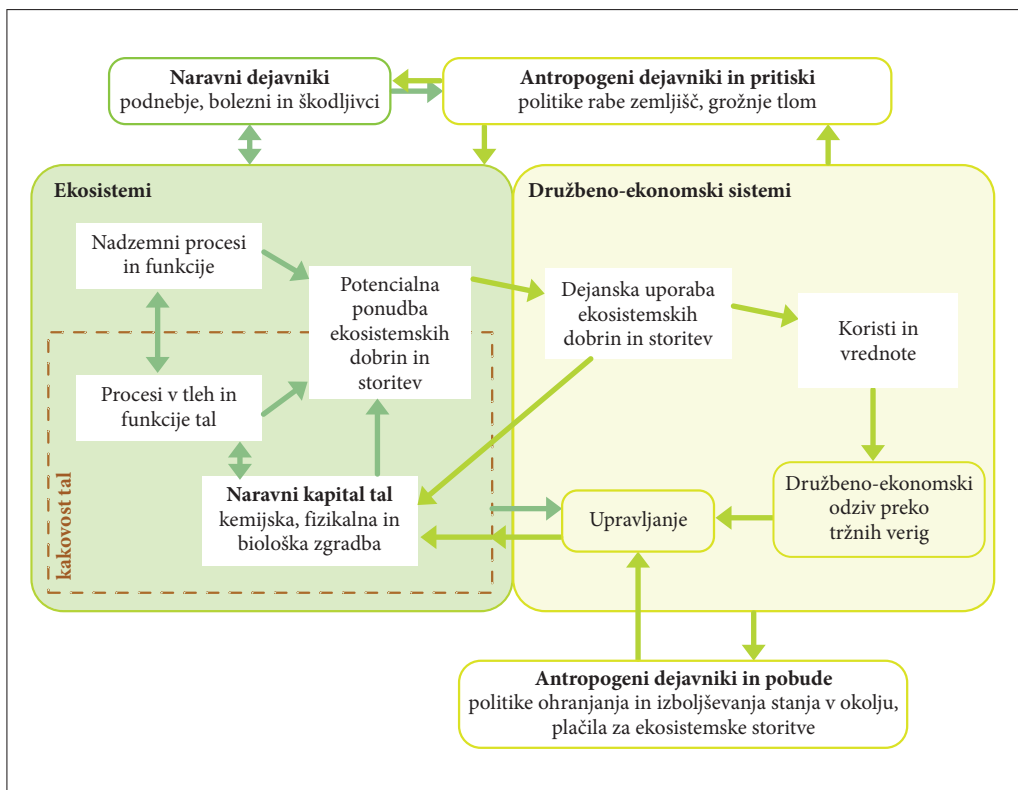 Naravni dejavniki
podnebje, bolezni in škodljivci
Antropogeni dejavniki in pritiski
politike rabe zemljišč, grožnje tlom
Ekosistemi
Nadzemni procesi
in funkcije
Potencialna
ponudba
ekosistemskih
dobrin in
storitev
Procesi v tleh in
funkcije tal
Naravni kapital tal
kemijska, fizikalna in
biološka zgradba
kakovost tal
Družbeno-ekonomski sistemi
Dejanska uporaba
ekosistemskih
dobrin in storitev
Koristi in
vrednote
Družbeno-ekonomski
odziv preko
tržnih verig
Upravljanje
Antropogeni dejavniki in pobude
politike ohranjanja in izboljševanja stanja v okolju,
plačila za ekosistemske storitve